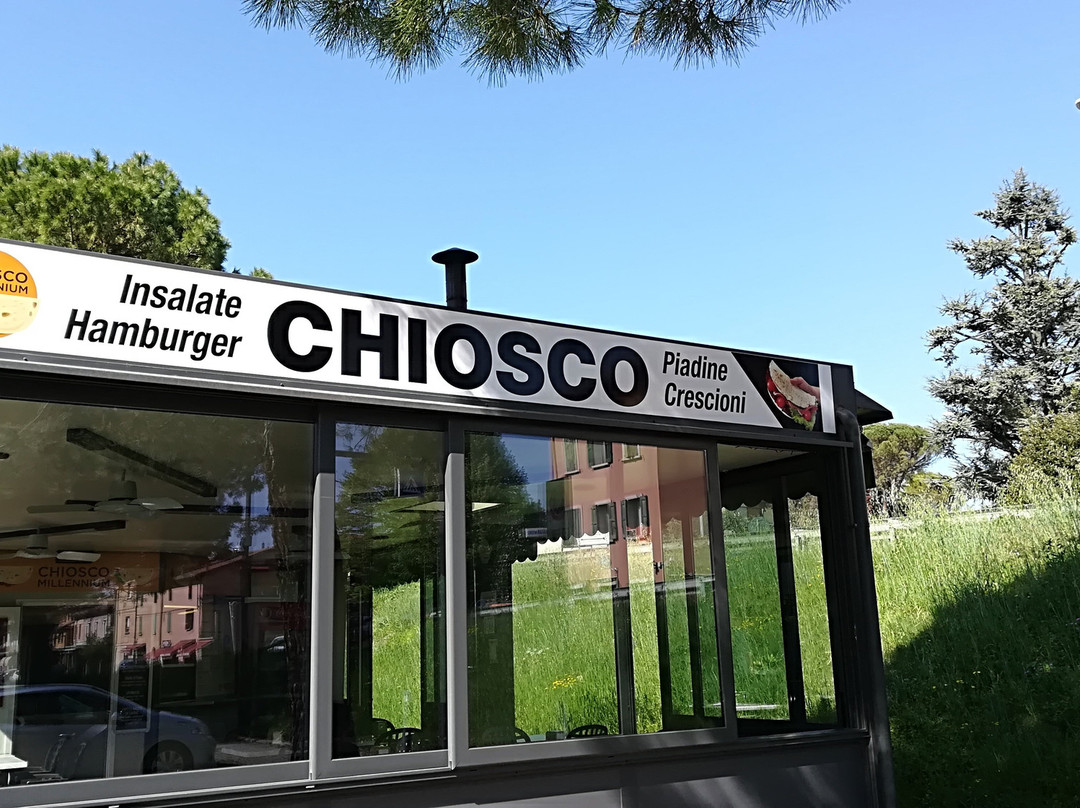 Insalate
Hamburger
CHIOSCO
Piadine
Crescioni
CHIOSCO
MILLENNIUM